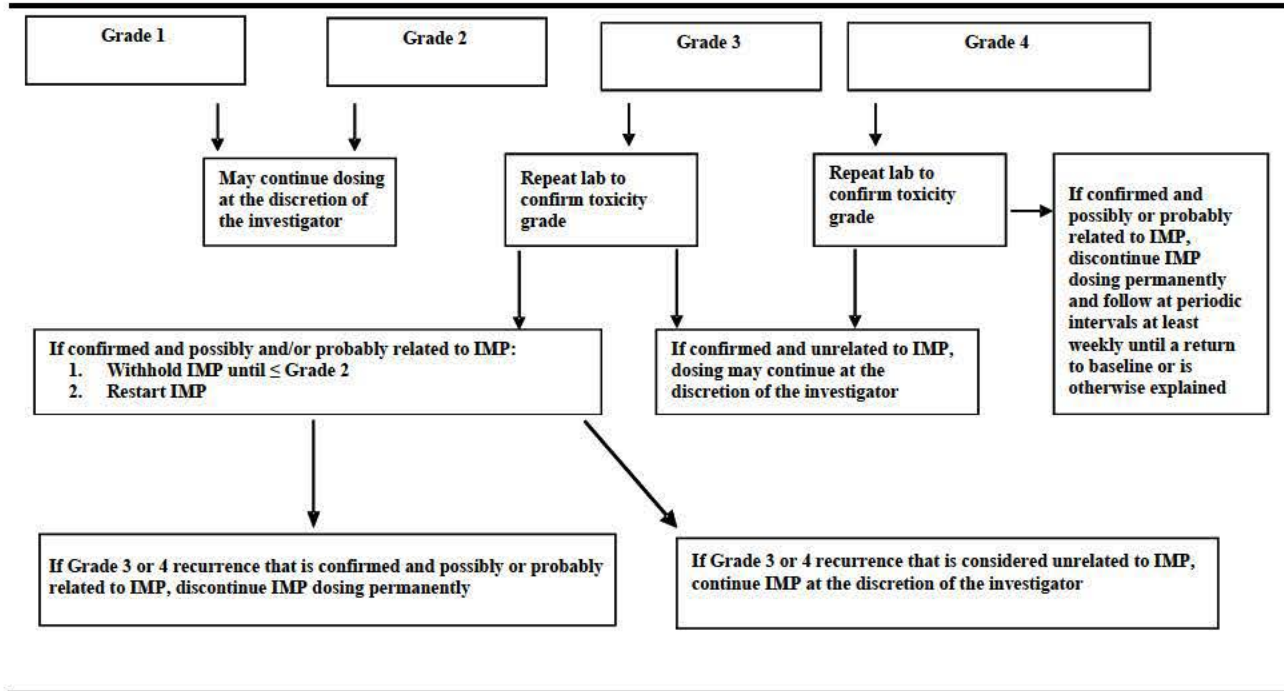 Grade 1
Grade 2
Grade 3
Grade 4
May continue dosing
at the discretion of
the investigator
Repeat lab to
confirm toxicity
grade
Repeat lab to
confirm toxicity
grade
If confirmed and
possibly or probably
related to IMP,
discontinue IMP
dosing permanently
and follow at periodic
intervals at least
weekly until a return
to baseline or is
otherwise explained
If confirmed and possibly and/or probably related to IMP:
1. Withhold IMP until ≤ Grade 2
2. Restart IMP
If confirmed and unrelated to IMP,
dosing may continue at the
discretion of the investigator
If Grade 3 or 4 recurrence that is confirmed and possibly or probably
related to IMP, discontinue IMP dosing permanently
If Grade 3 or 4 recurrence that is considered unrelated to IMP,
continue IMP at the discretion of the investigator